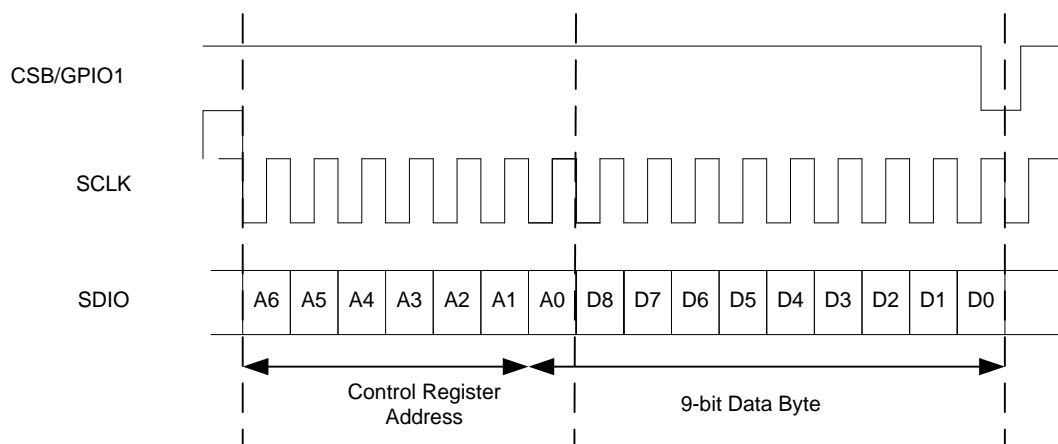 CSB/GPIO1
SCLK
SDIO
A6 A5 A4 A3 A2 A1 A0 D8 D7 D6 D5 D4 D3 D2 D1 D0
Control Register
Address
9-bit Data Byte